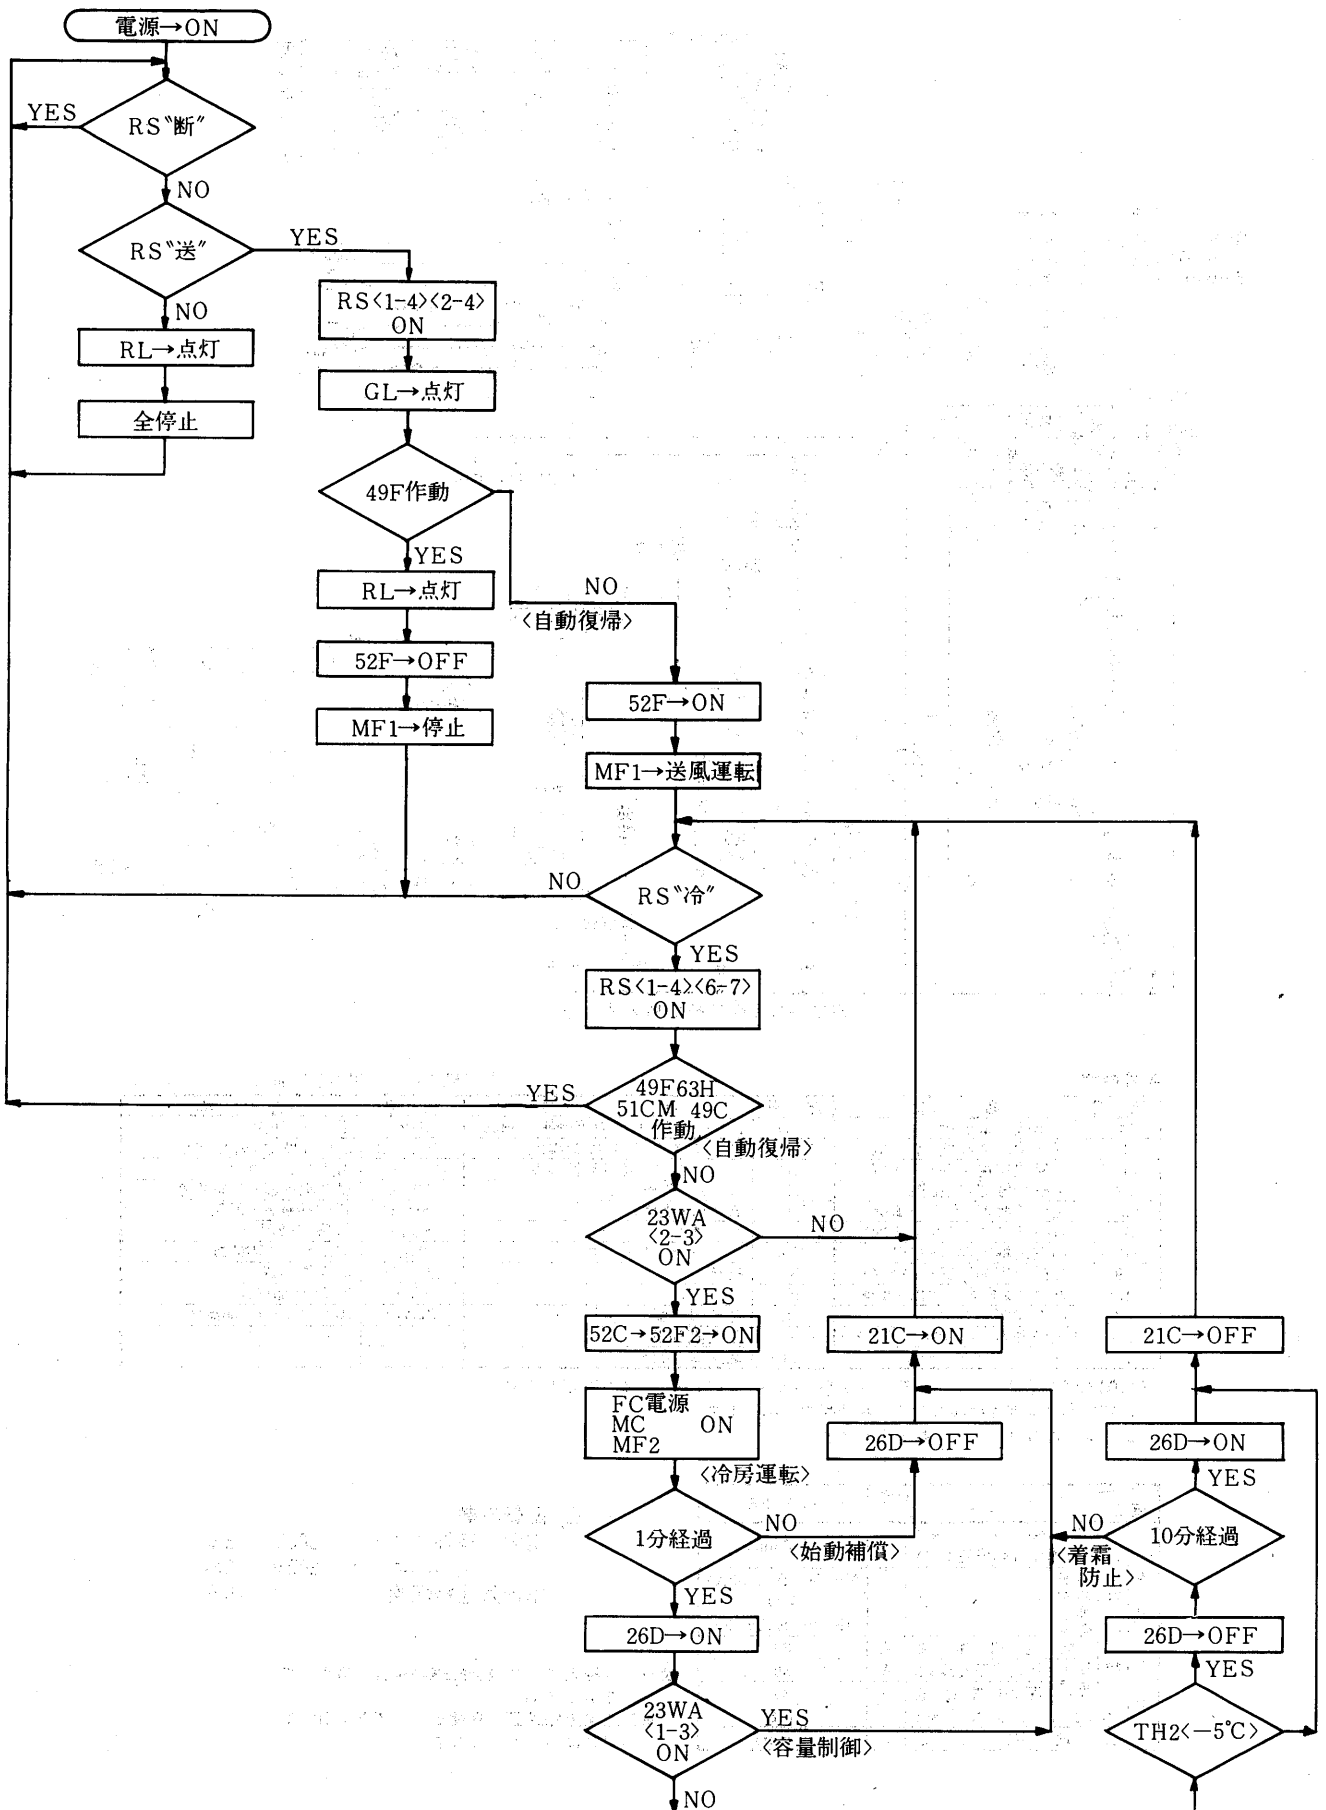 電源→ON
YES
RS〝断〟
NO
RS〝送〟
YES
NO
RL→点灯
全停止
RS<1-4><2-4>
ON
GL→点灯
49F作動
YES
RL→点灯
NO
<自動復帰>
52F→OFF
52F→ON
MF1→停止
MF1→送風運転
NO
RS〝冷〟
YES
RS<1-4><6-7>
ON
YES
49F63H
51CM 49C
作動
<自動復帰>
NO
23WA
<2-3>
ON
NO
YES
52C→52F2→ON
21C→ON
21C→OFF
FC電源
MC ON
MF2
<冷房運転>
26D→OFF
26D→ON
YES
1分経過
NO
<始動補償>
NO
10分経過
<着霜
防止>
YES
26D→ON
26D→OFF
YES
23WA
<1-3>
ON
YES
<容量制御>
TH2<-5℃>
NO